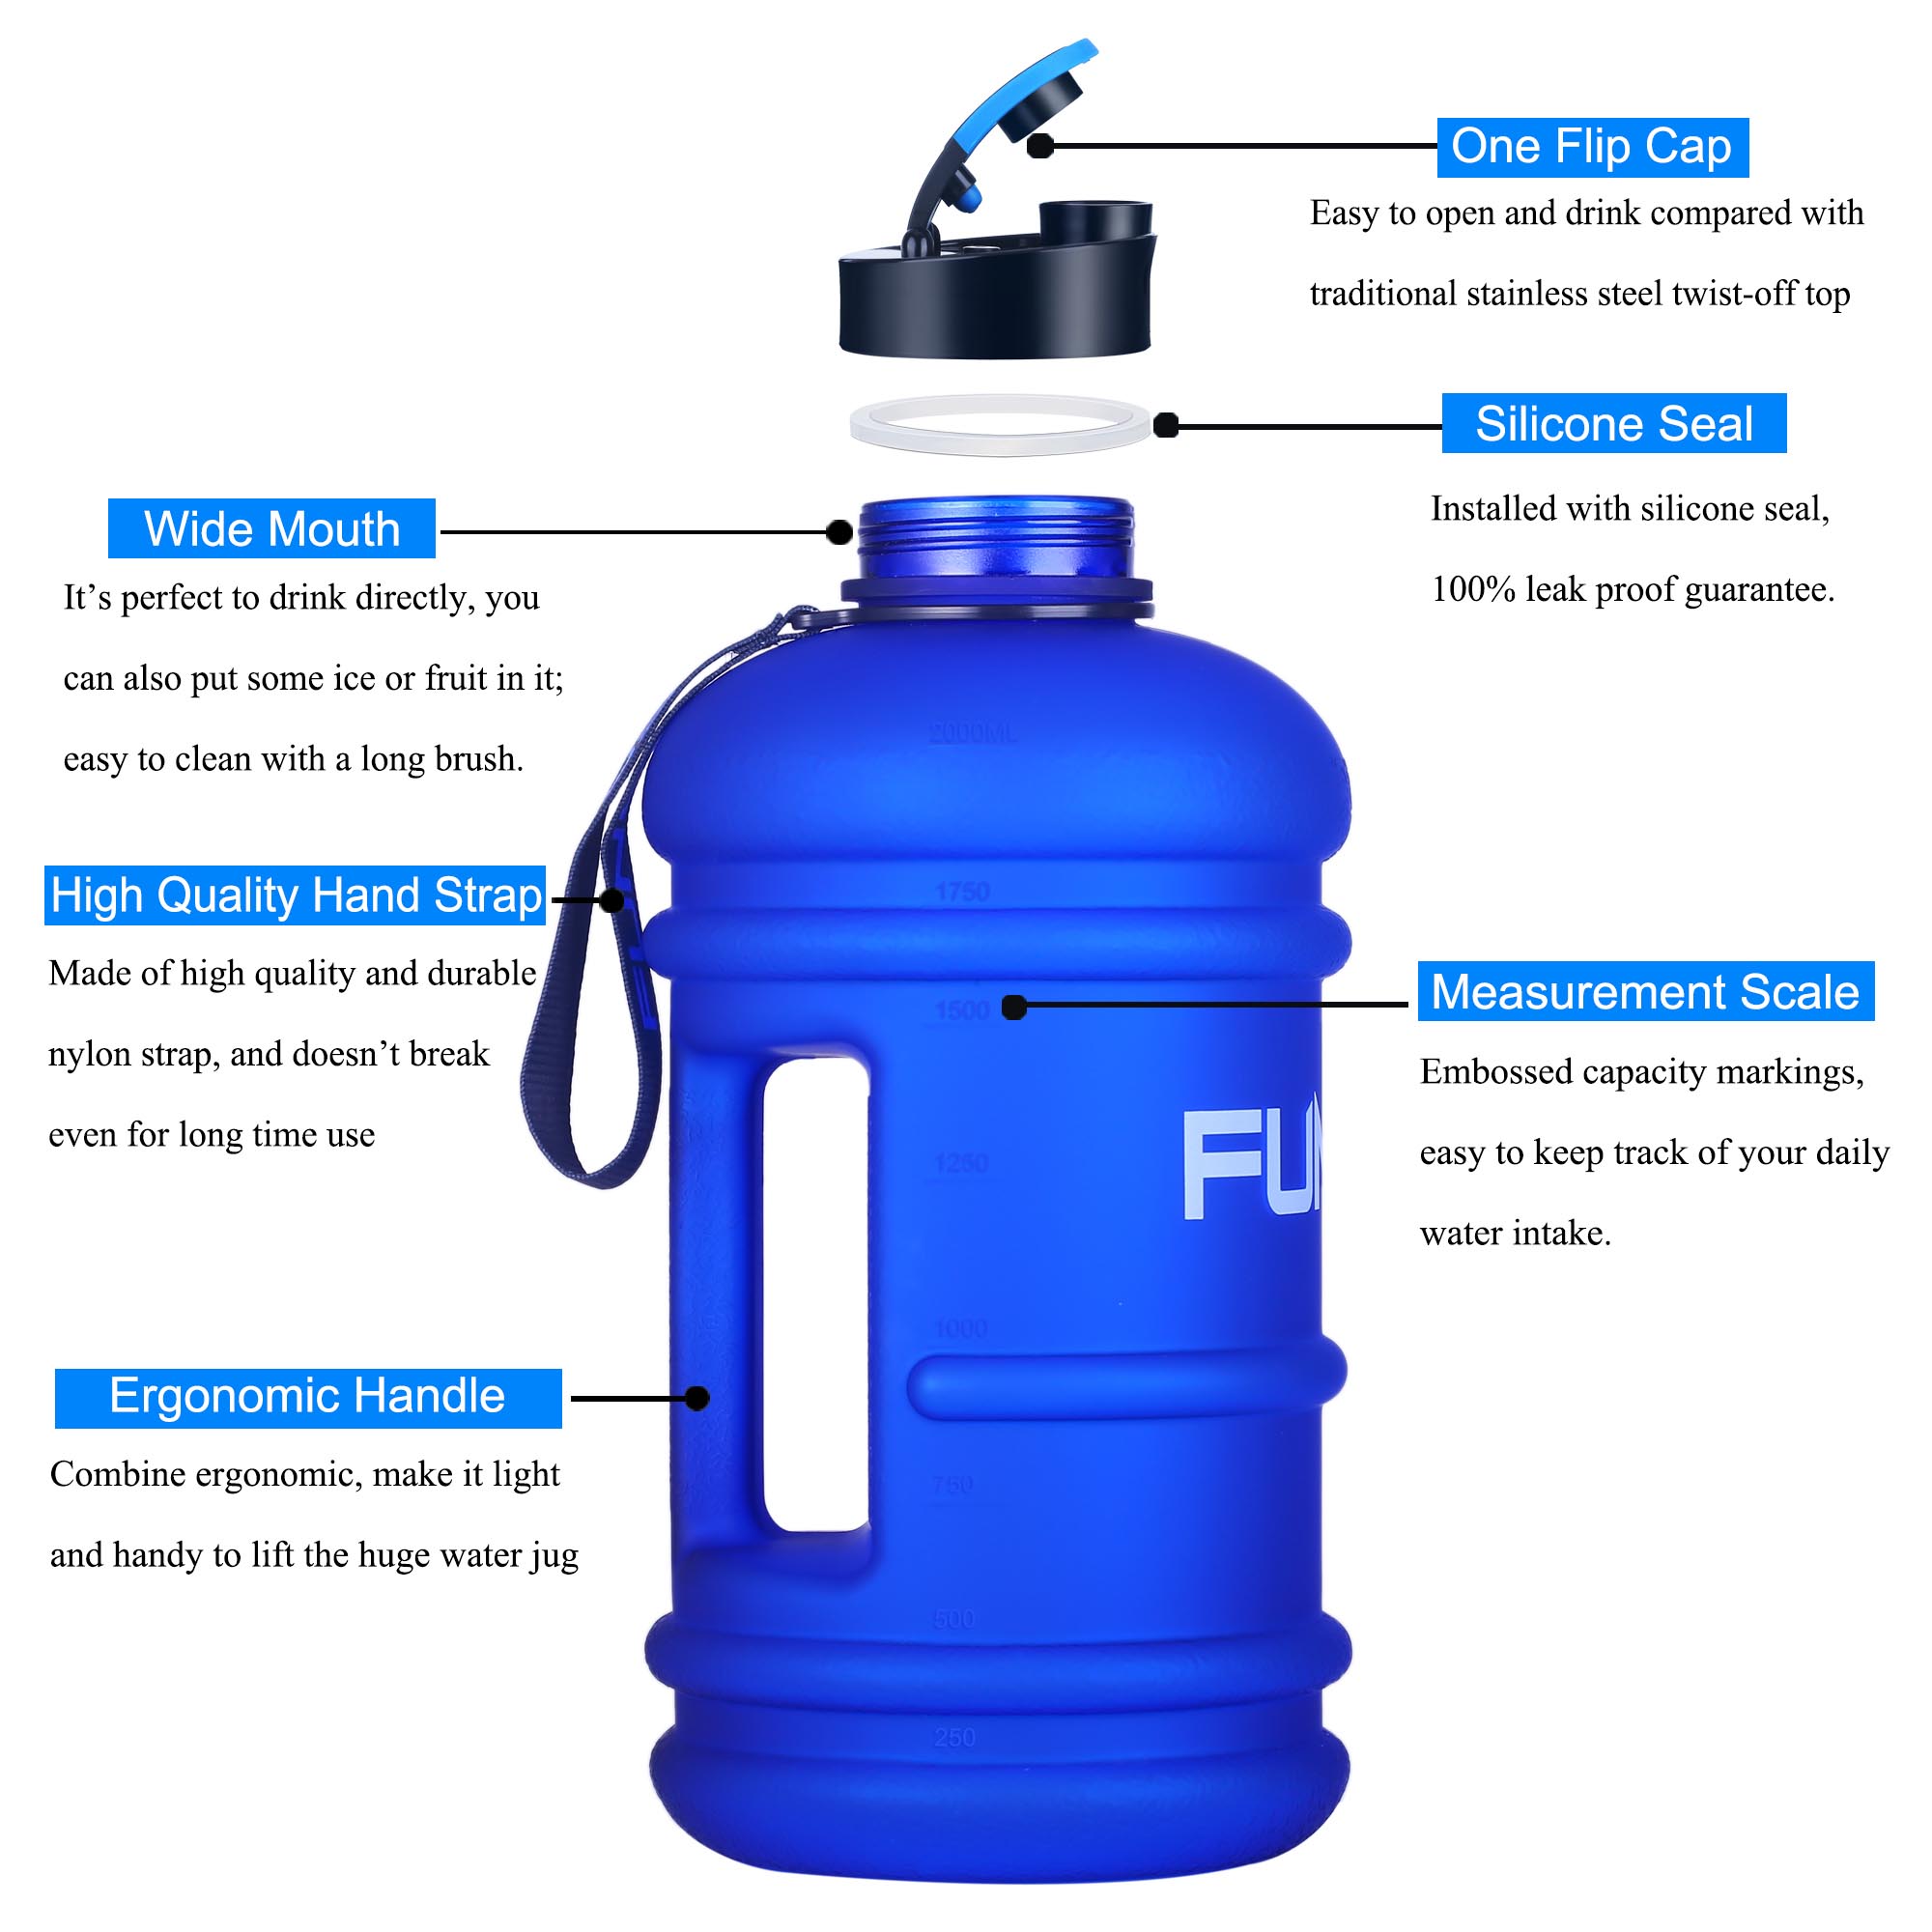 One Flip Cap
Easy to open and drink compared with
traditional stainless steel twist-off top
Silicone Seal
Installed with silicone seal,
100% leak proof guarantee.
Wide Mouth
It’s perfect to drink directly, you
can also put some ice or fruit in it;
easy to clean with a long brush.
High Quality Hand Strap
Made of high quality and durable
nylon strap, and doesn’t break
even for long time use
Measurement Scale
Embossed capacity markings,
easy to keep track of your daily
water intake.
Ergonomic Handle
Combine ergonomic, make it light
and handy to lift the huge water jug
2000ML
1750
1500
1250
1000
750
500
250